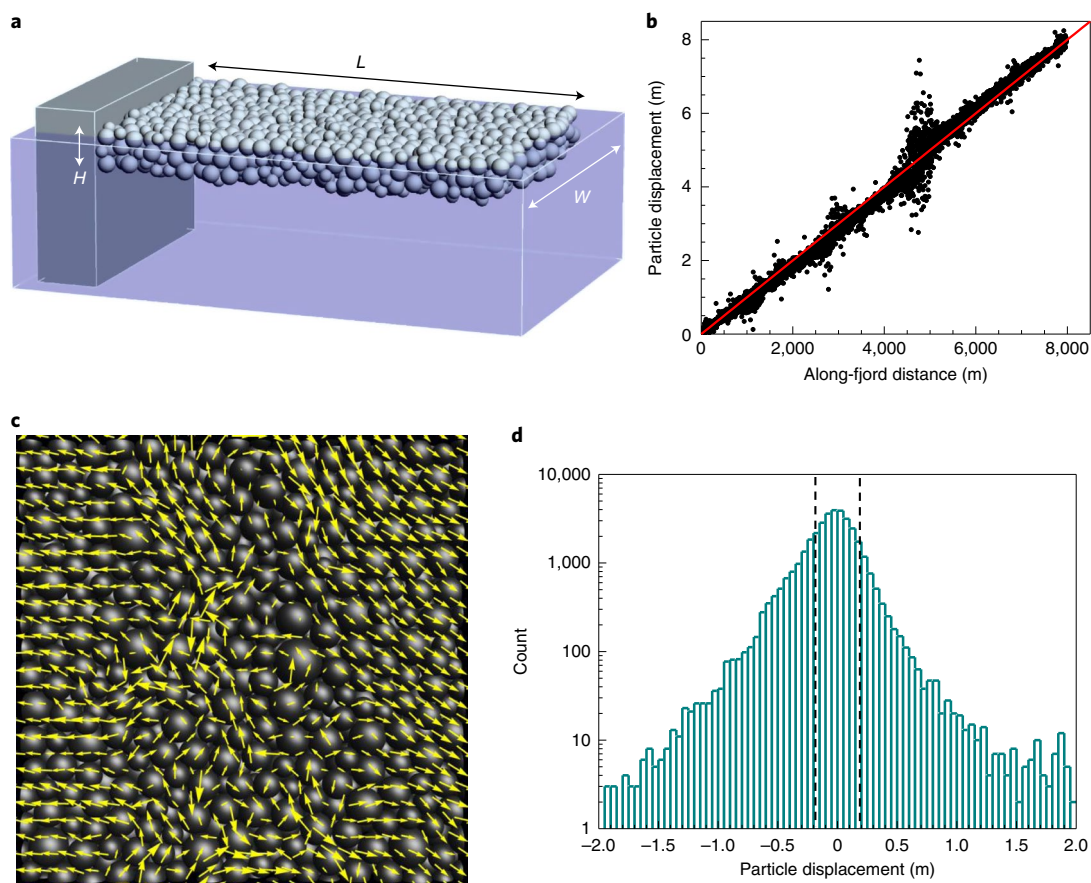 a
L
H
W
b
Particle displacement (m)
8
6
4
2
0
0
2,000
4,000
6,000
8,000
Along-fjord distance (m)
c
d
Count
10,000
1,000
100
10
1
–2.0
–1.5
–1.0
–0.5
0
0.5
1.0
1.5
2.0
Particle displacement (m)